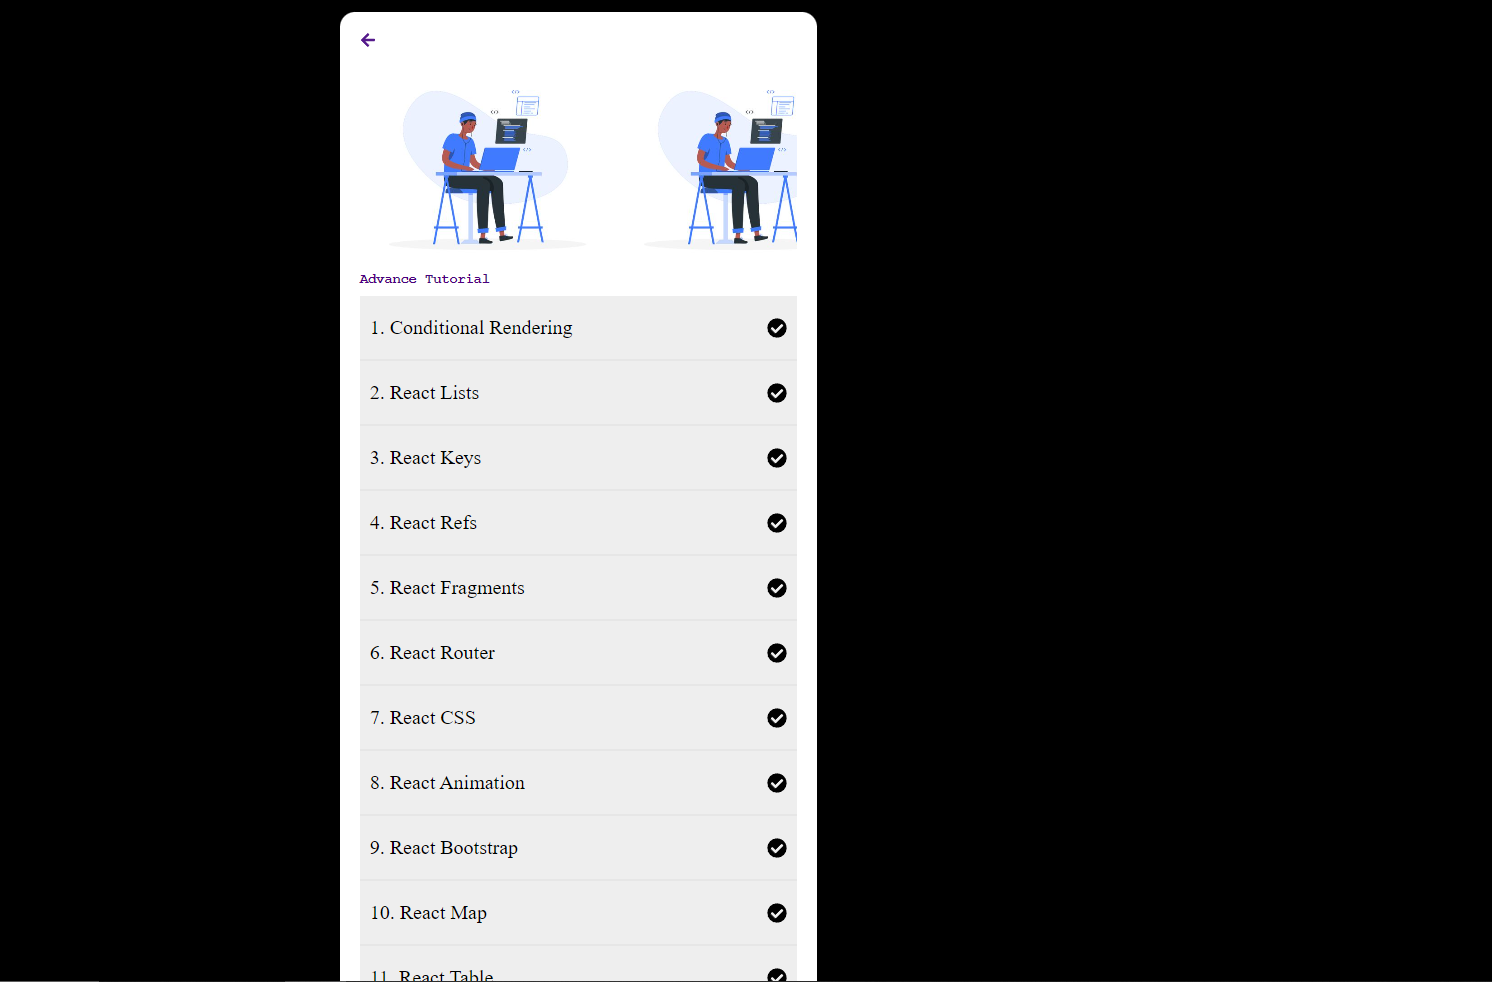 Advance Tutorial
1. Conditional Rendering
2. React Lists
3. React Keys
4. React Refs
5. React Fragments
6. React Router
7. React CSS
8. React Animation
9. React Bootstrap
10. React Map
11. React Table